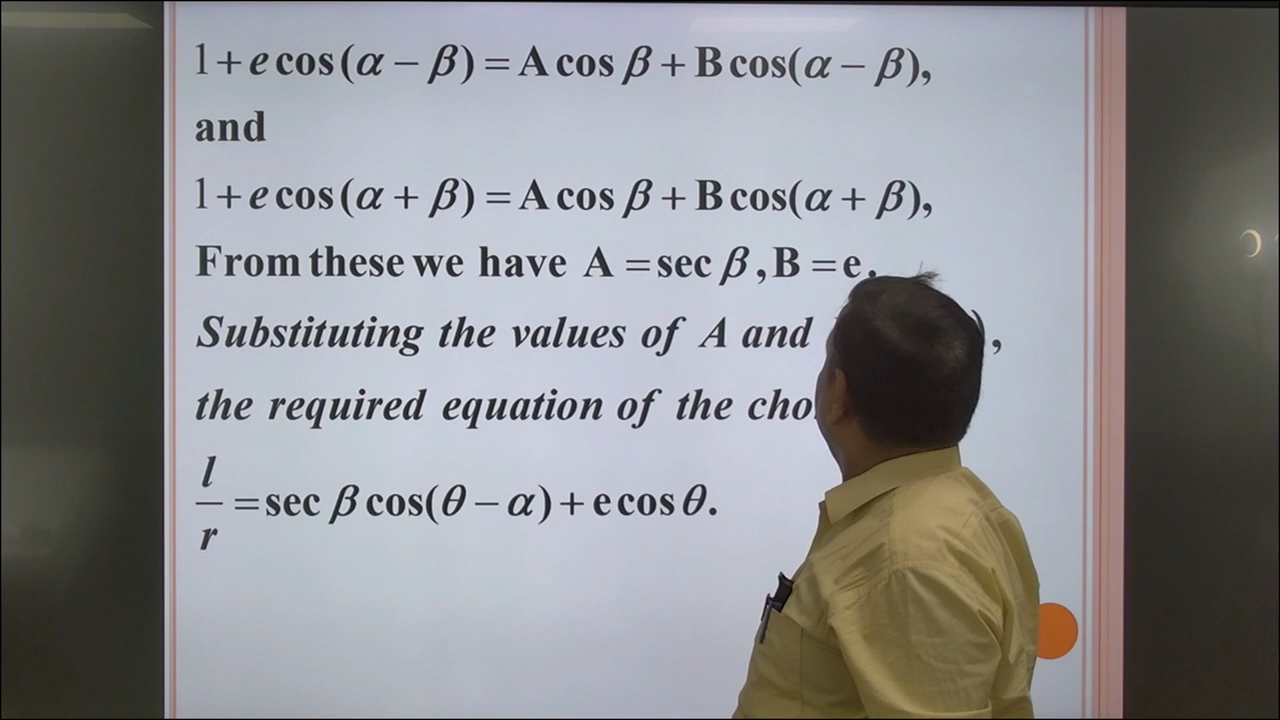 1+e cos(α − β) = A cos β + B cos(α − β),
and
1+e cos(α + β) = A cos β + B cos(α + β),
From these we have A = sec β, B = e.
Substituting the values of A and ,
the required equation of the
l/r = sec β cos(θ − α) + e cos θ.